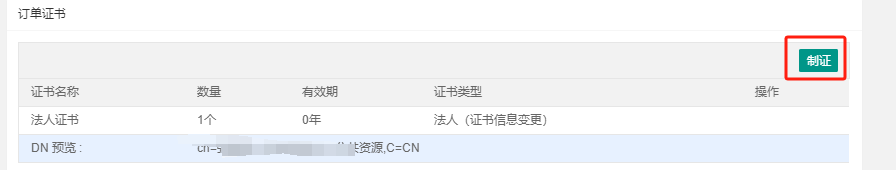 订单证书
制证
证书名称 数量 有效期 证书类型 操作
法人证书 1个 0年 法人（证书信息变更）
DN 预览 : cn= 共资源,C=CN